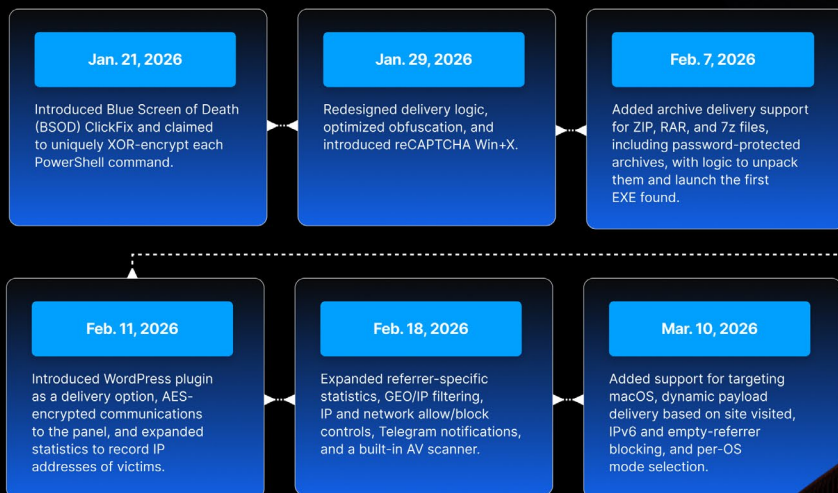 Jan. 21, 2026
Introduced Blue Screen of Death
(BSOD) ClickFix and claimed
to uniquely XOR-encrypt each
PowerShell command.
Jan. 29, 2026
Redesigned delivery logic,
optimized obfuscation, and
introduced reCAPTCHA Win+X.
Feb. 7, 2026
Added archive delivery support
for ZIP, RAR, and 7z files,
including password-protected
archives, with logic to unpack
them and launch the first
EXE found.
Feb. 11, 2026
Introduced WordPress plugin
as a delivery option, AES-
encrypted communications
to the panel, and expanded
statistics to record IP
addresses of victims.
Feb. 18, 2026
Expanded referrer-specific
statistics, GEO/IP filtering,
IP and network allow/block
controls, Telegram notifications,
and a built-in AV scanner.
Mar. 10, 2026
Added support for targeting
macOS, dynamic payload
delivery based on site visited,
IPv6 and empty-referrer
blocking, and per-OS
mode selection.